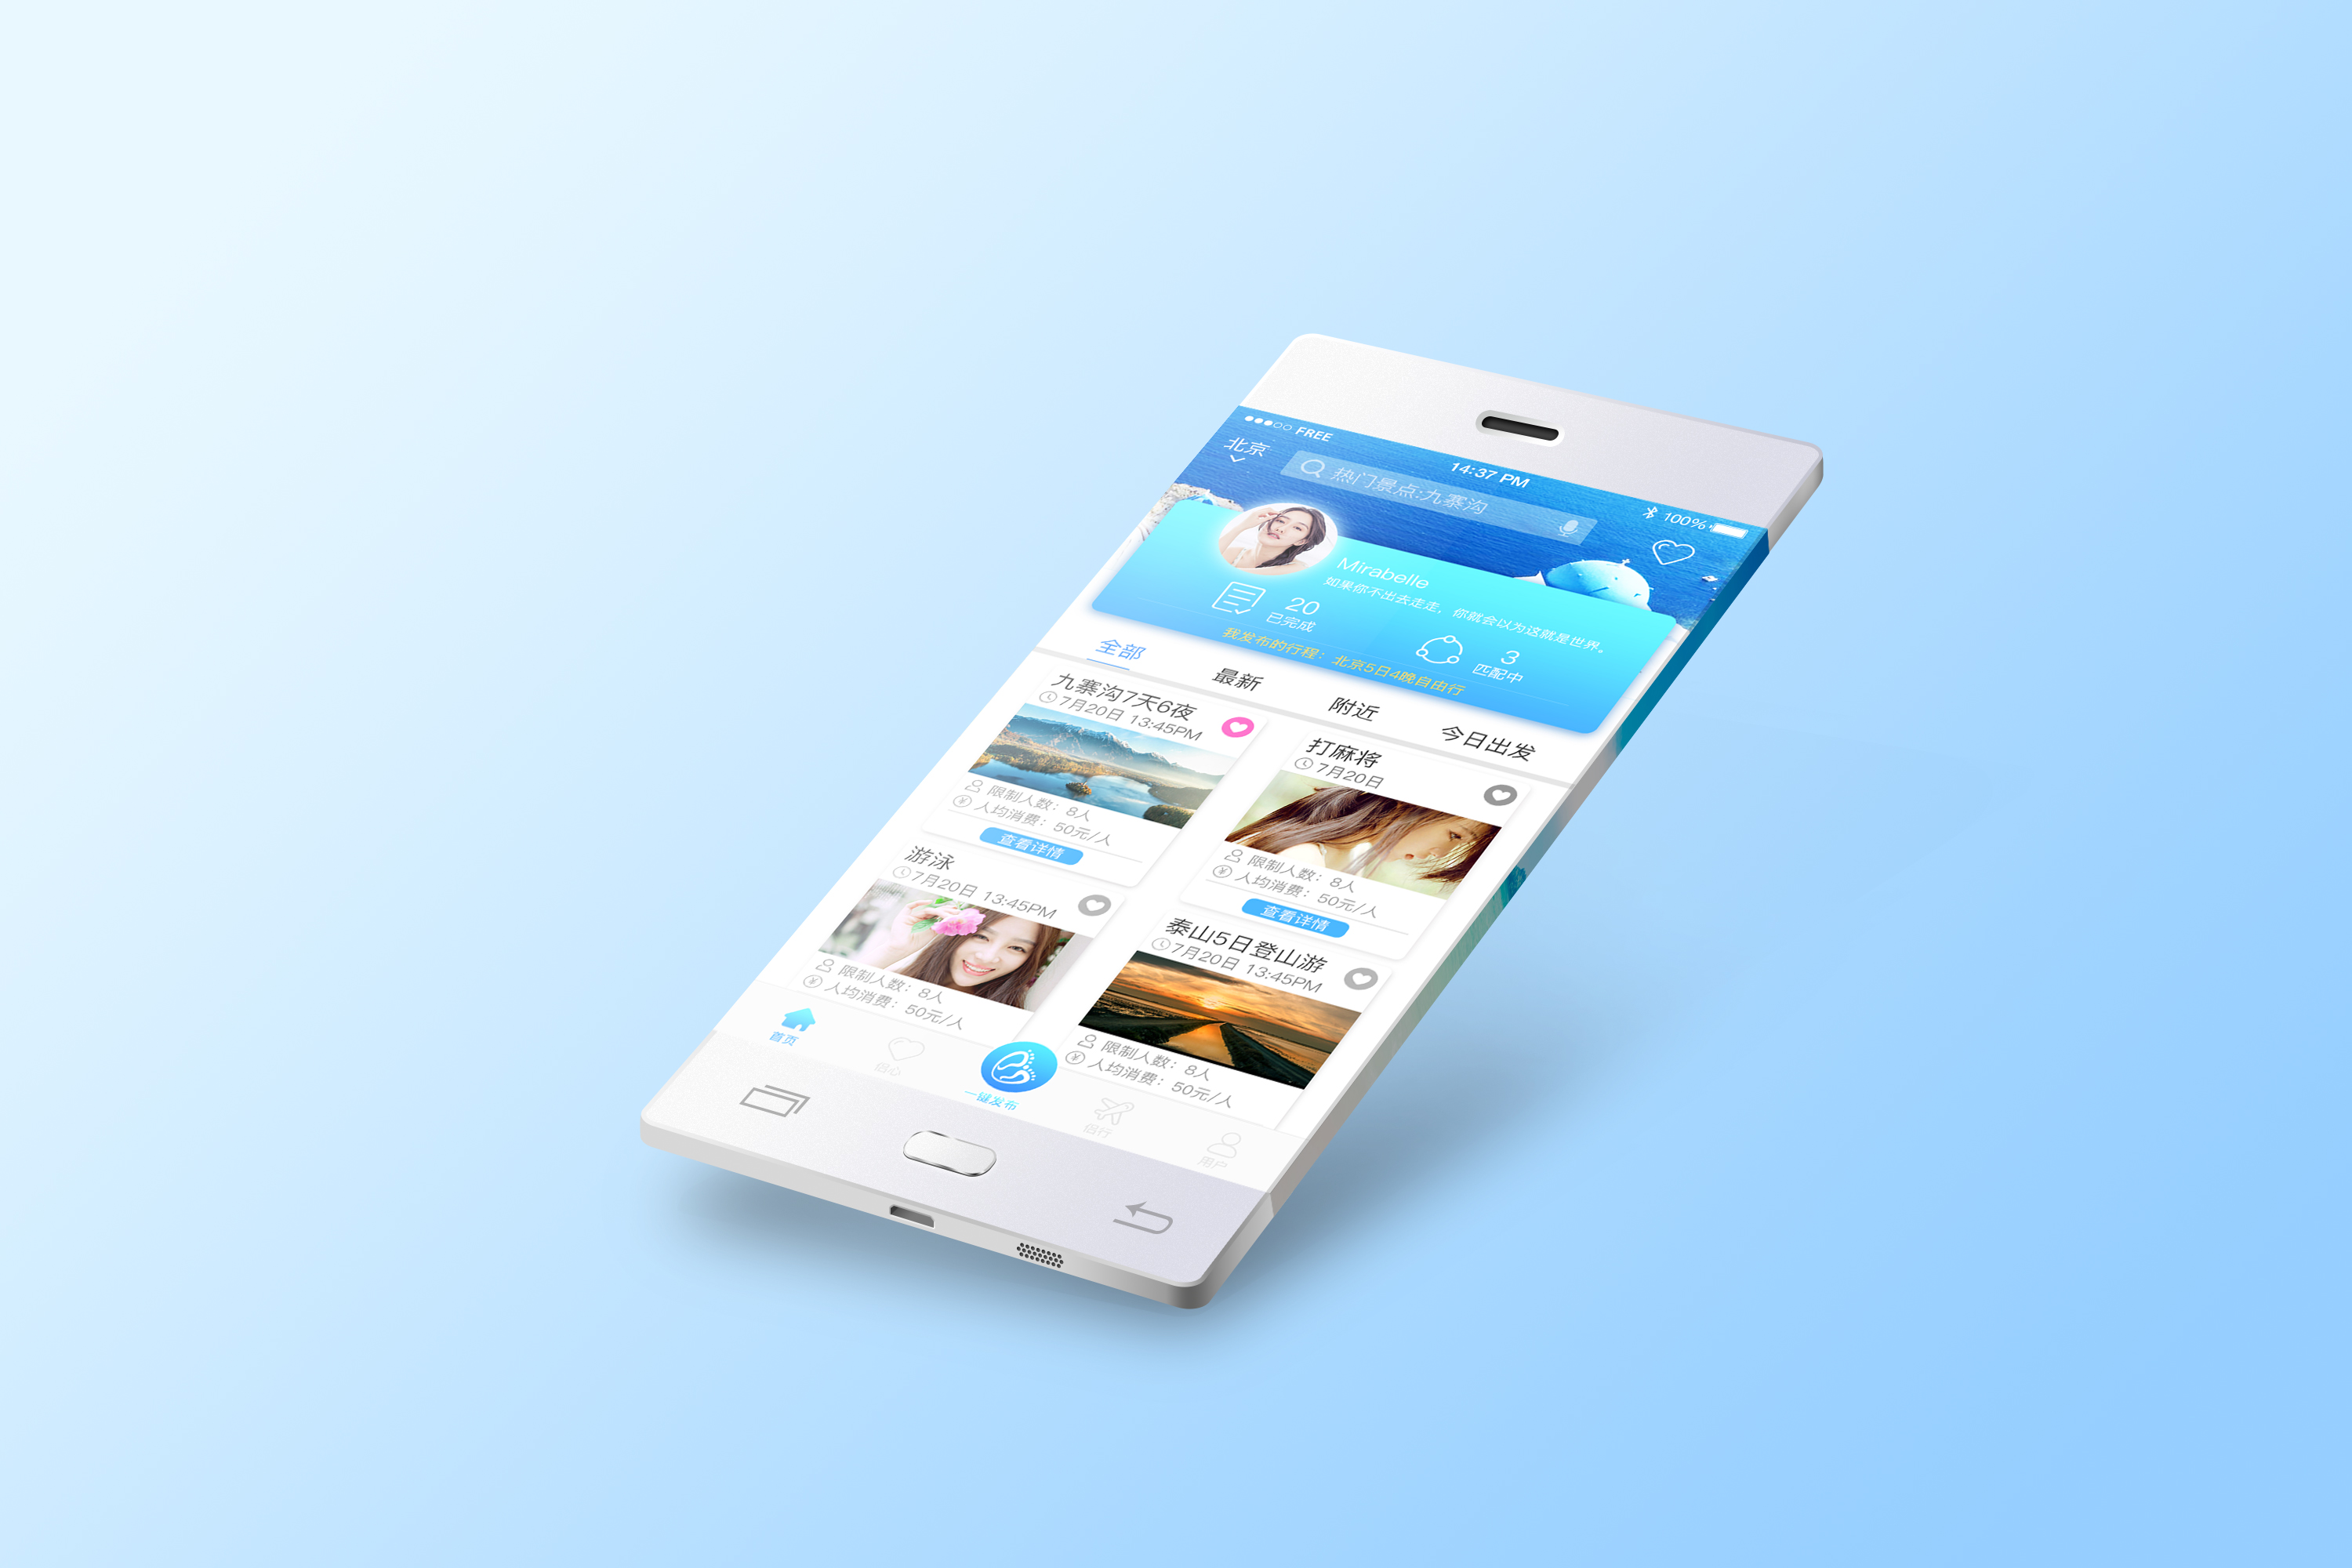 FREE
14:37 PM
100%
北京
热门景点:九寨沟
Mirabelle
如果你不出去走走，你就会以为这就是世界。
20
已完成
3
匹配中
我发布的行程：北京5日4晚自由行
全部
最新
附近
今日出发
九寨沟7天6夜
7月20日 13:45PM
限制人数：8人
人均消费：50元/人
查看详情
打麻将
7月20日
限制人数：8人
人均消费：50元/人
查看详情
游泳
7月20日 13:45PM
限制人数：8人
人均消费：50元/人
泰山5日登山游
7月20日 13:45PM
限制人数：8人
人均消费：50元/人
首页
侣心
一键发布
侣行
用户